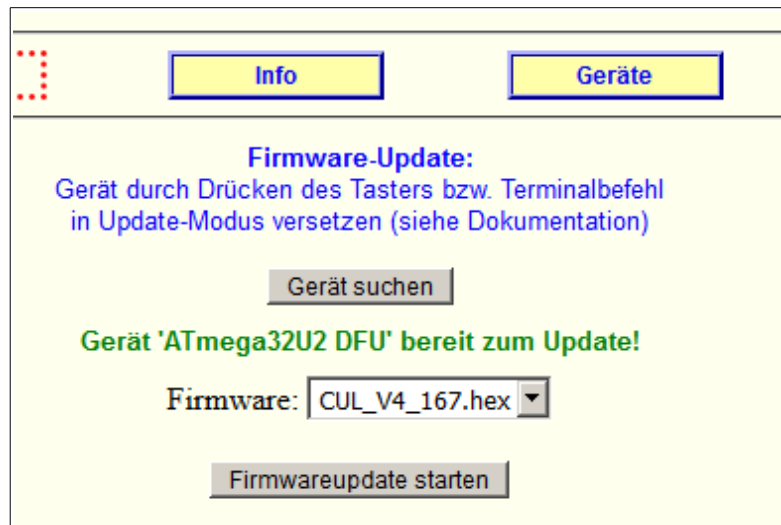 Info
Geräte
Firmware-Update:
Gerät durch Drücken des Tasters bzw. Terminalbefehl
in Update-Modus versetzen (siehe Dokumentation)
Gerät suchen
Gerät 'ATmega32U2 DFU' bereit zum Update!
Firmware: CUL_V4_167.hex
Firmwareupdate starten